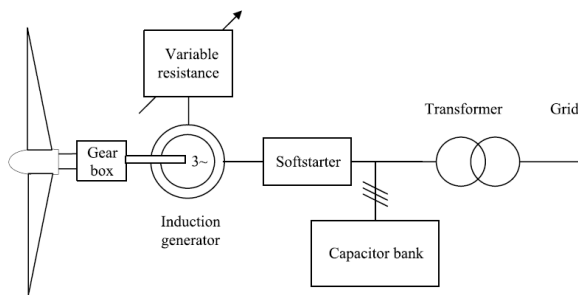 Variable
resistance
Transformer
Grid
Gear
box
3~
Softstarter
Induction
generator
Capacitor bank